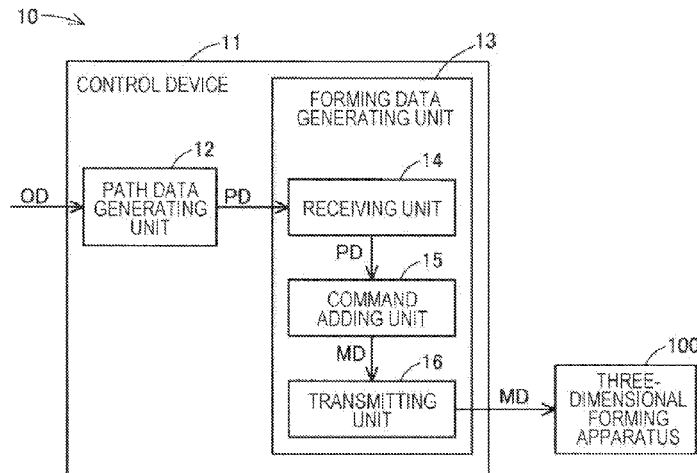 10
11
13
CONTROL DEVICE
FORMING DATA
GENERATING UNIT
12
14
OD
PATH DATA
GENERATING
UNIT
PD
RECEIVING UNIT
PD
15
COMMAND
ADDING UNIT
MD
16
100
TRANSMITTING
UNIT
MD
THREE-
DIMENSIONAL
FORMING
APPARATUS